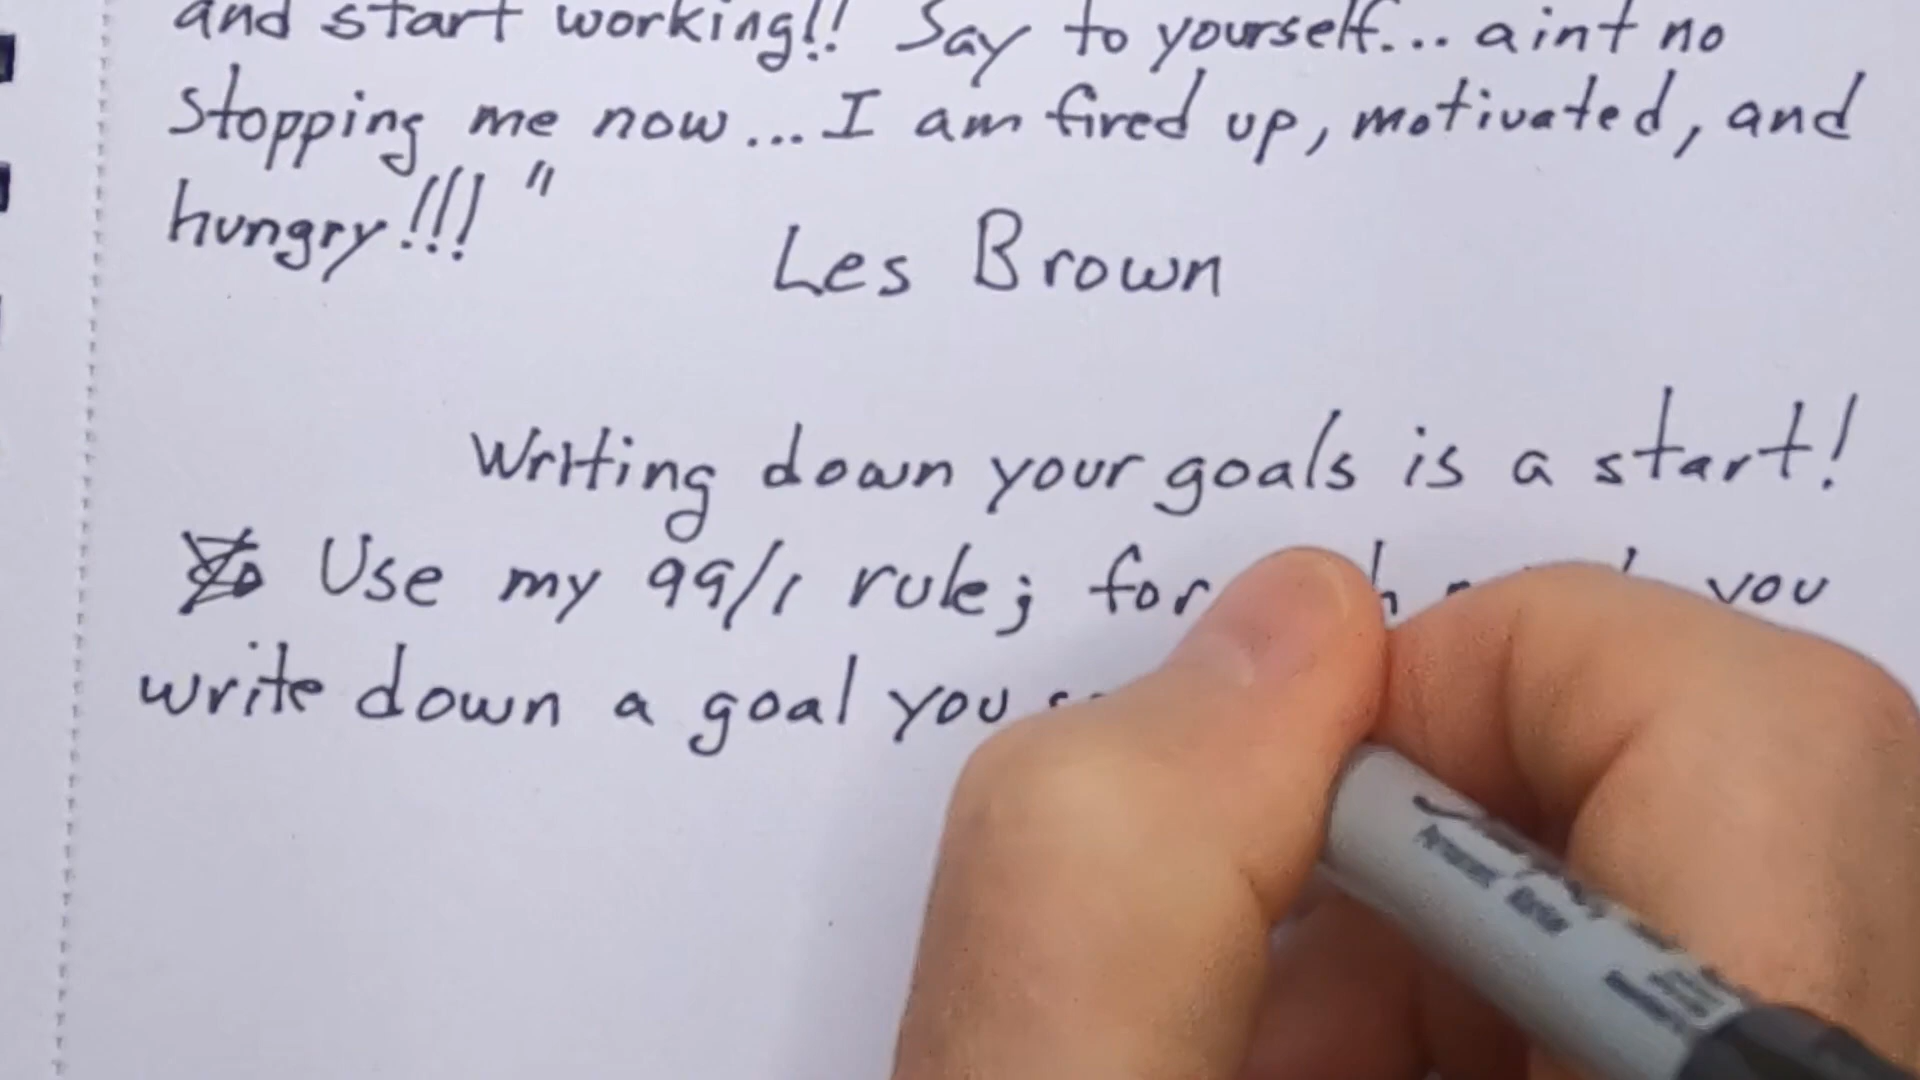 and start working!! Say to yourself... aint no
stopping me now... I am fired up, motivated, and
hungry!!! "
Les Brown
Writing down your goals is a start!
Use my 99/1 rule; for you
write down a goal you